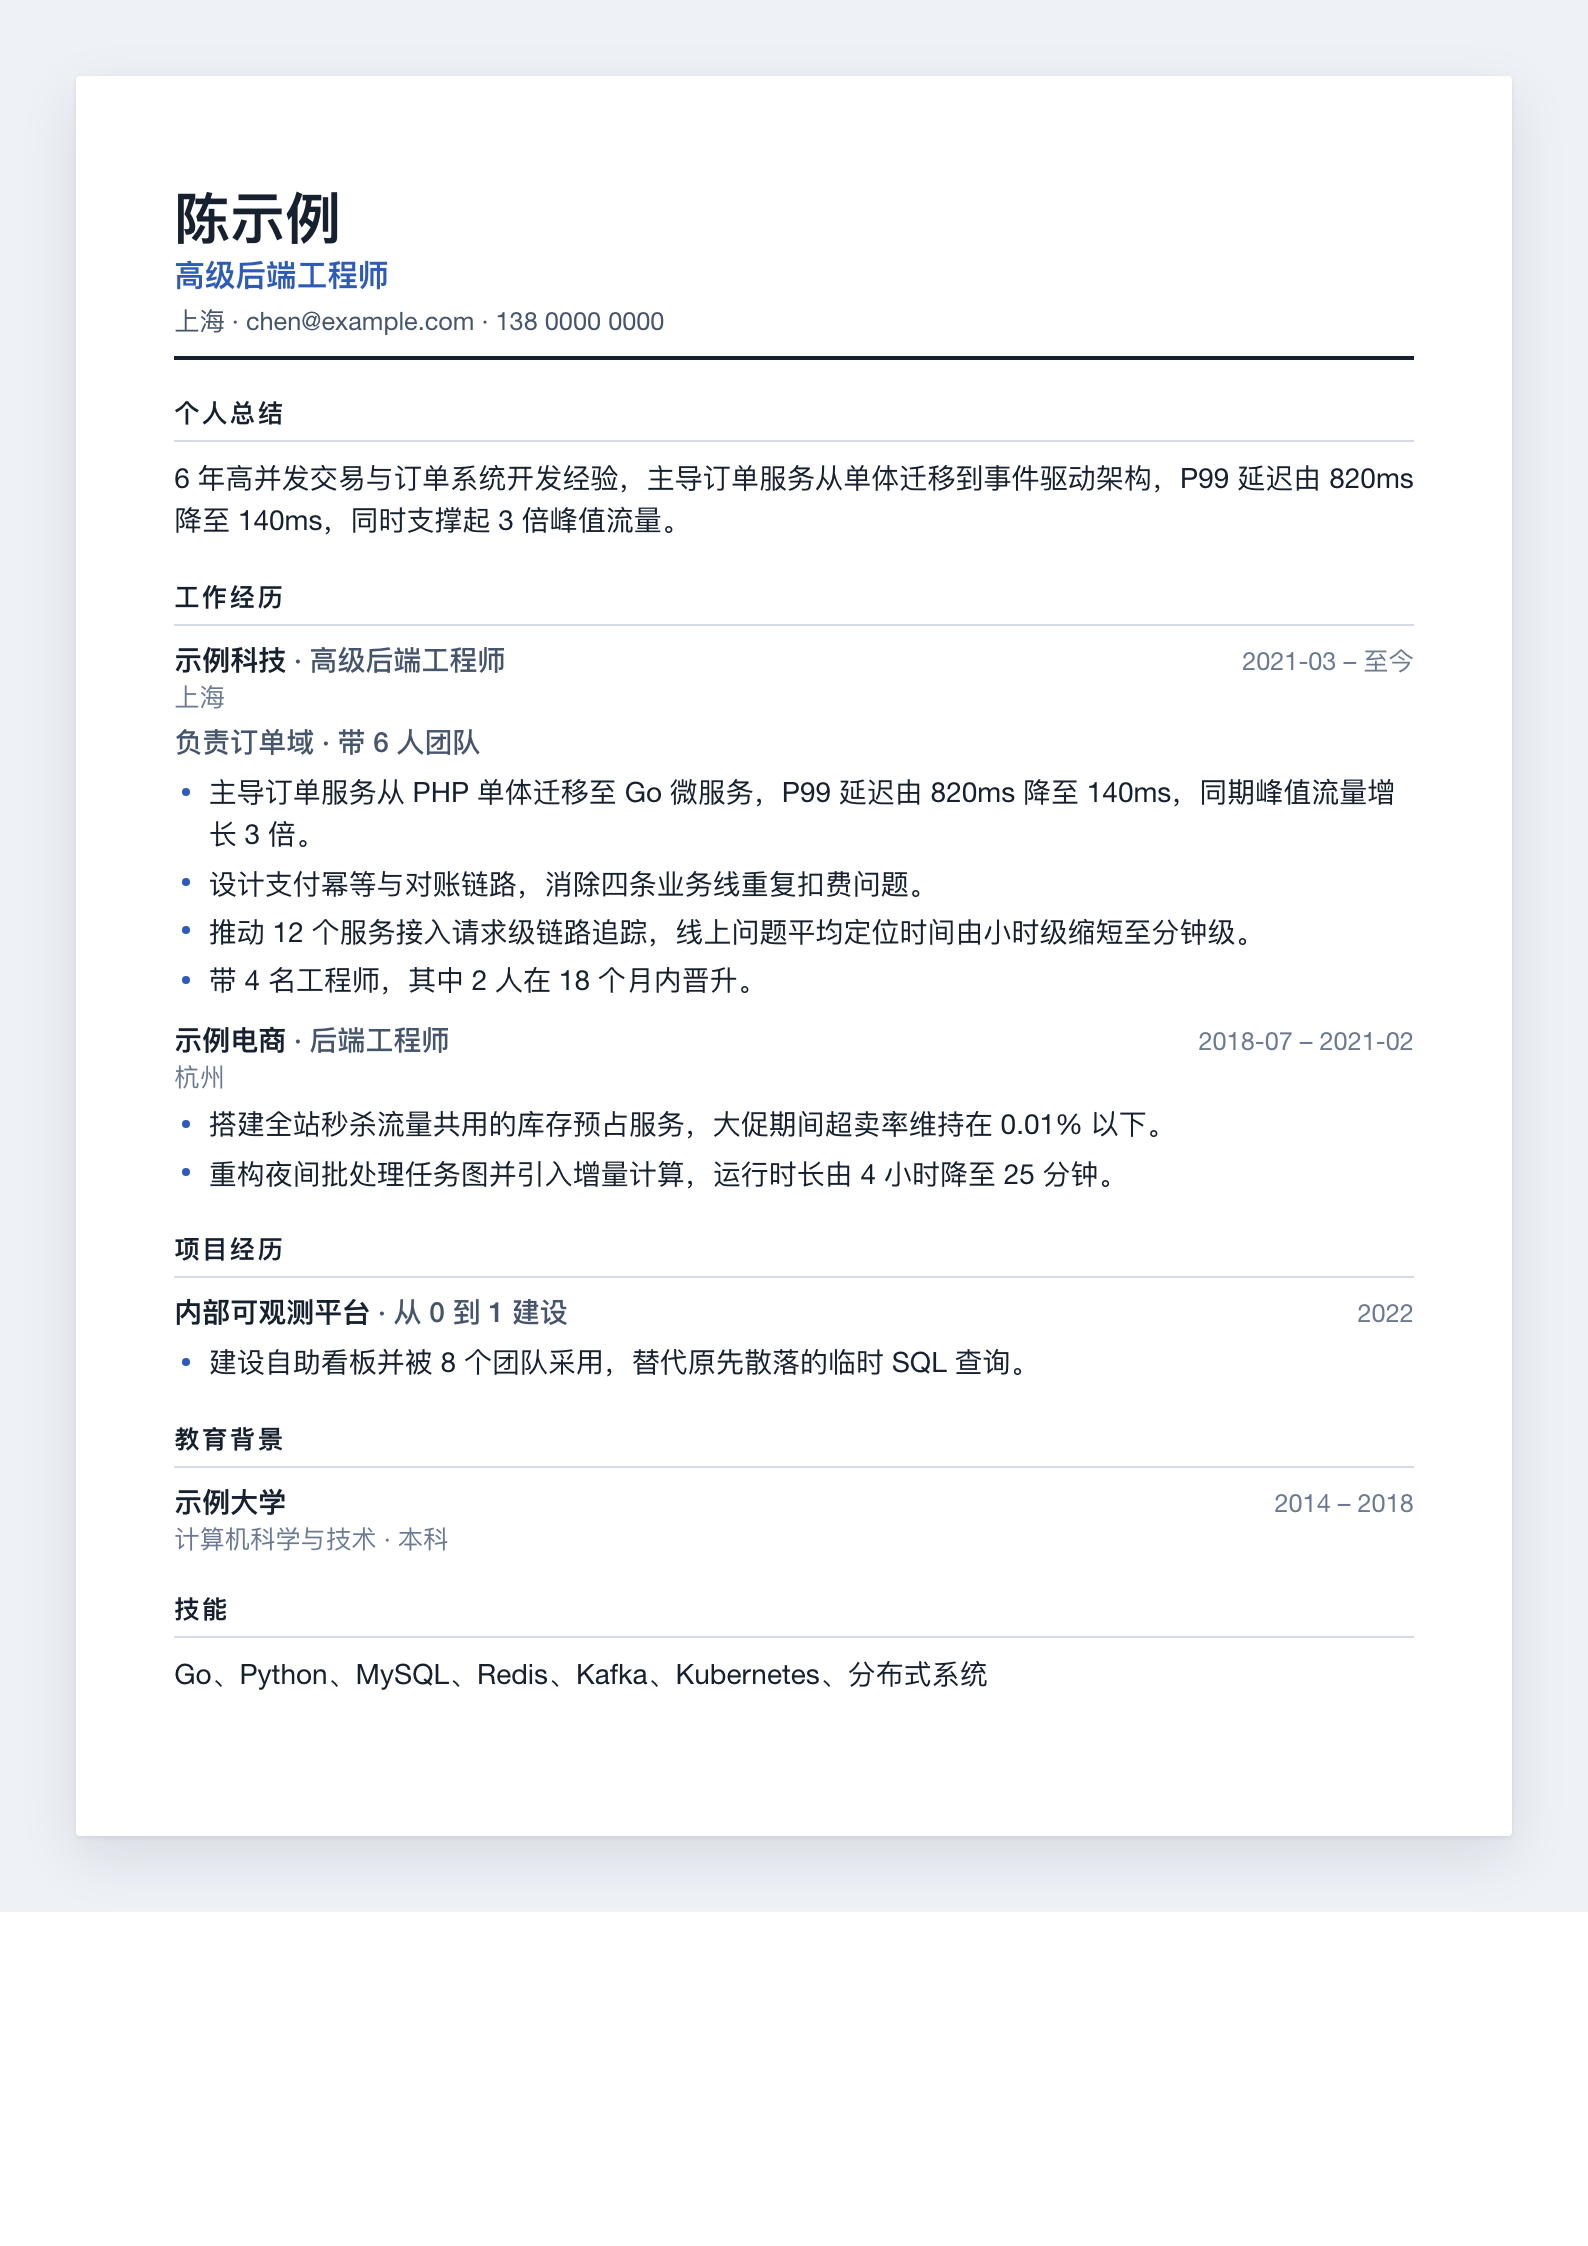 陈示例
高级后端工程师
上海 · chen@example.com · 138 0000 0000
个人总结
6 年高并发交易与订单系统开发经验，主导订单服务从单体迁移到事件驱动架构，P99 延迟由 820ms
降至 140ms，同时支撑起 3 倍峰值流量。
工作经历
示例科技 · 高级后端工程师 2021-03 – 至今
上海
负责订单域 · 带 6 人团队
• 主导订单服务从 PHP 单体迁移至 Go 微服务，P99 延迟由 820ms 降至 140ms，同期峰值流量增
长 3 倍。
• 设计支付幂等与对账链路，消除四条业务线重复扣费问题。
• 推动 12 个服务接入请求级链路追踪，线上问题平均定位时间由小时级缩短至分钟级。
• 带 4 名工程师，其中 2 人在 18 个月内晋升。
示例电商 · 后端工程师 2018-07 – 2021-02
杭州
• 搭建全站秒杀流量共用的库存预占服务，大促期间超卖率维持在 0.01% 以下。
• 重构夜间批处理任务图并引入增量计算，运行时长由 4 小时降至 25 分钟。
项目经历
内部可观测平台 · 从 0 到 1 建设 2022
• 建设自助看板并被 8 个团队采用，替代原先散落的临时 SQL 查询。
教育背景
示例大学 2014 – 2018
计算机科学与技术 · 本科
技能
Go、Python、MySQL、Redis、Kafka、Kubernetes、分布式系统